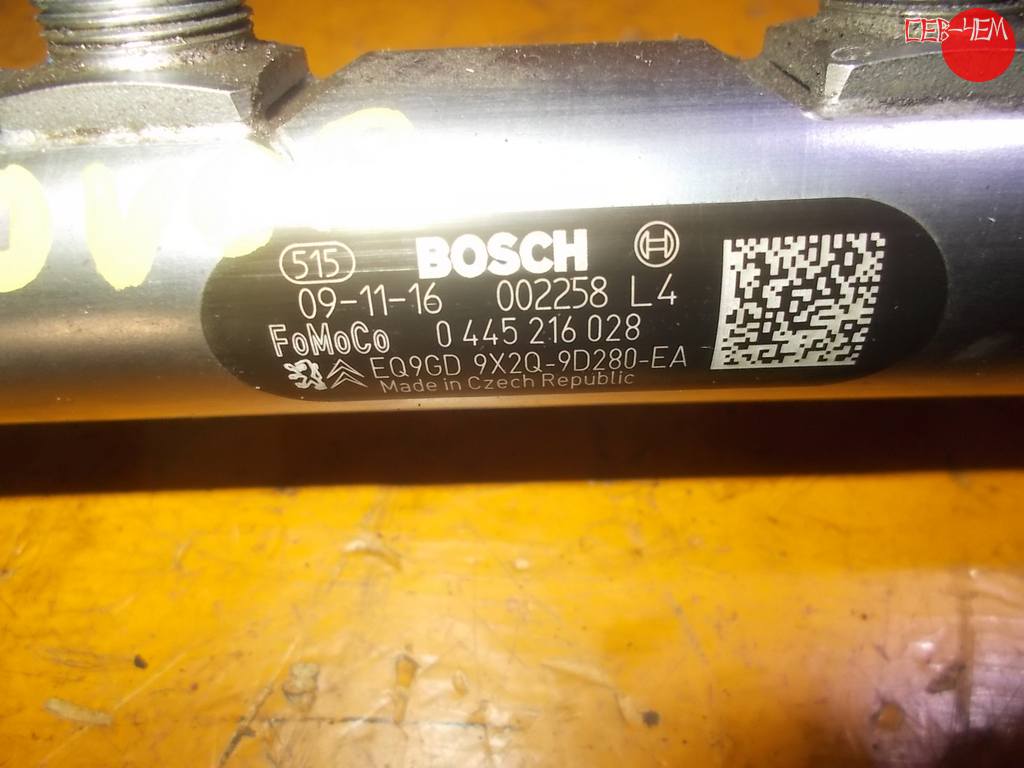 СЕВ-ЧЕМ
515 BOSCH
09-11-16 002258 L4
FoMoCo 0 445 216 028
EQ9GD 9X2Q-9D280-EA
Made in Czech Republic